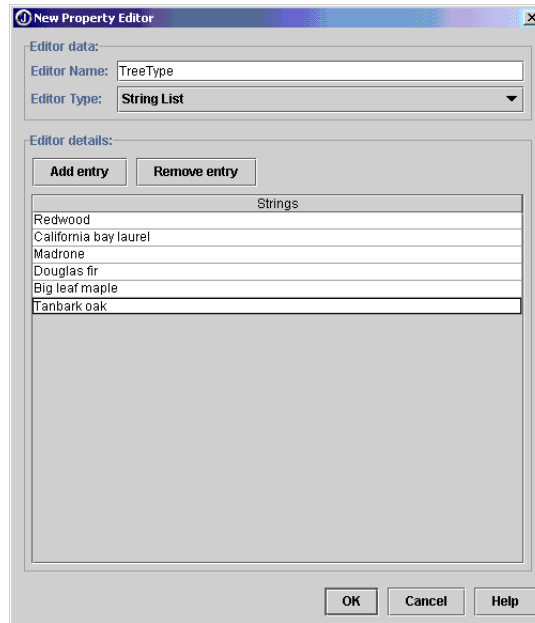 New Property Editor
Editor data:
Editor Name: TreeType
Editor Type: String List
Editor details:
Add entry Remove entry
Strings
Redwood
California bay laurel
Madrone
Douglas fir
Big leaf maple
Tanbark oak
OK Cancel Help